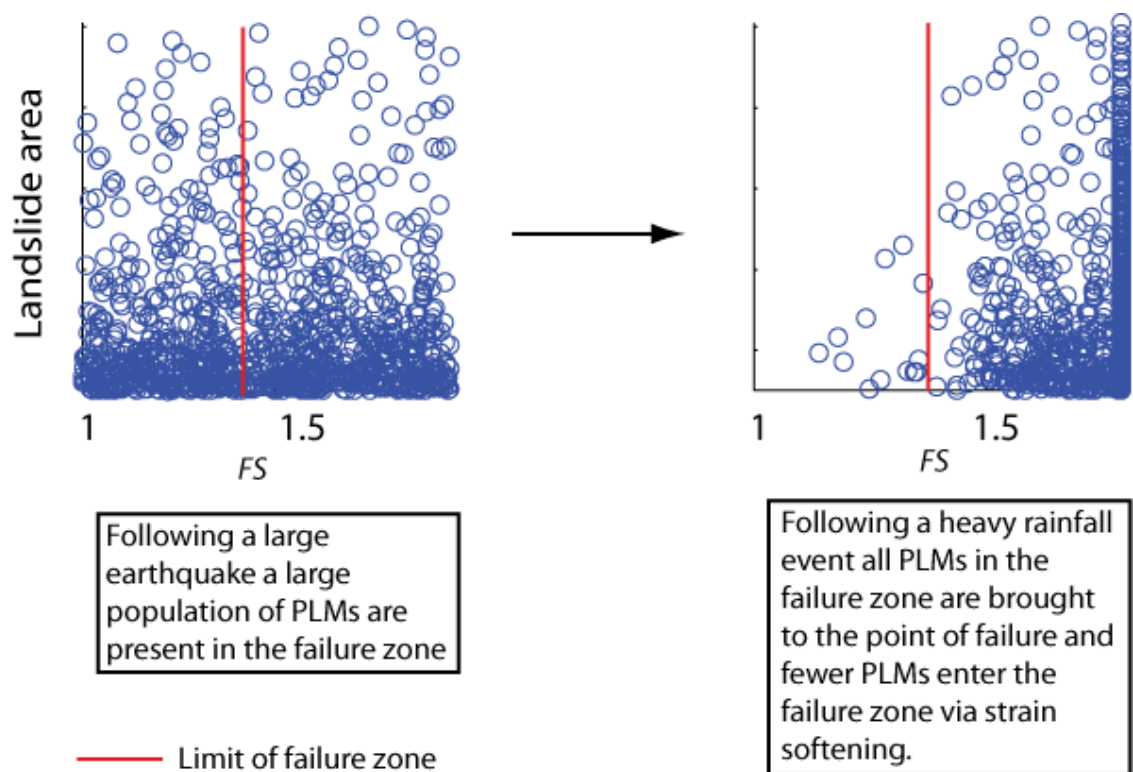 Landslide area
1
1.5
FS
1
1.5
FS
Following a large
earthquake a large
population of PLMs are
present in the failure zone
Following a heavy rainfall
event all PLMs in the
failure zone are brought
to the point of failure and
fewer PLMs enter the
failure zone via strain
softening.
Limit of failure zone